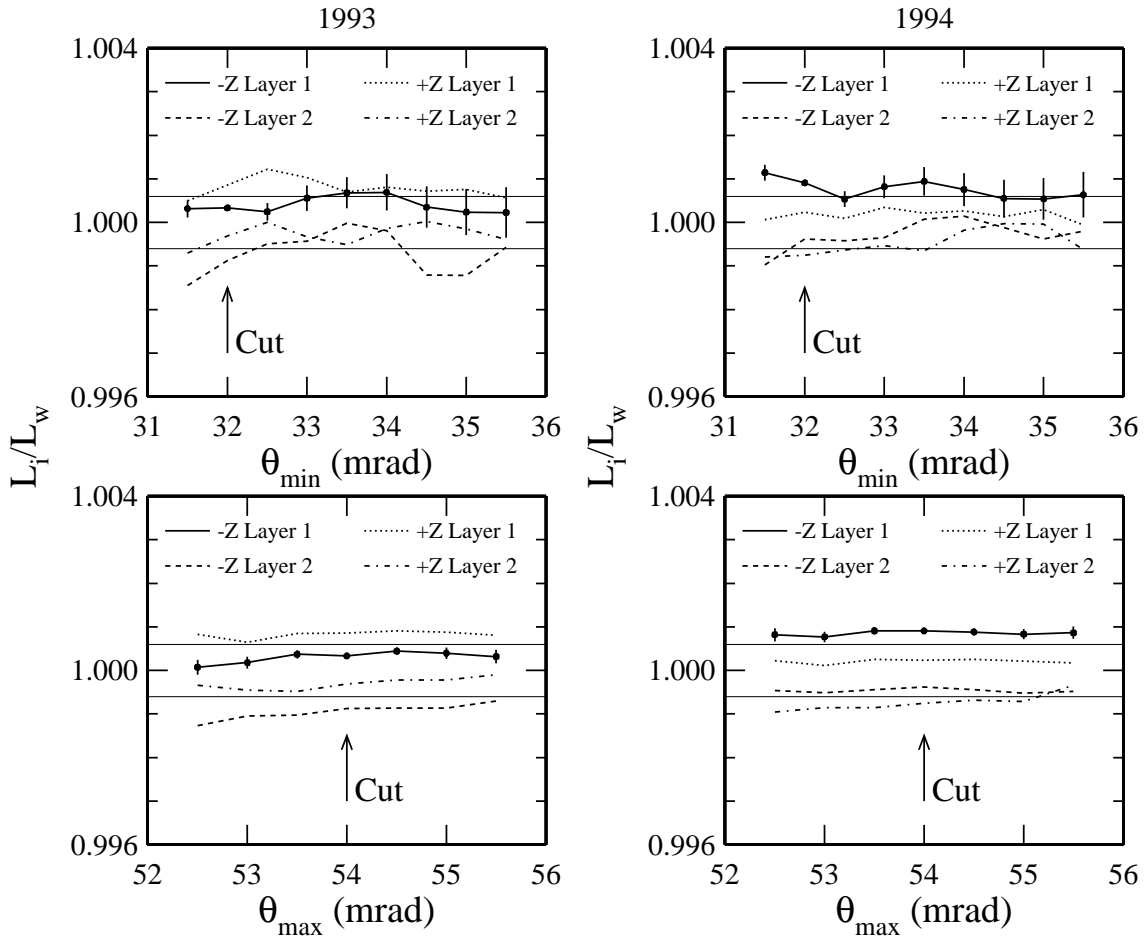 1993
1.004
-Z Layer 1
+Z Layer 1
-Z Layer 2
+Z Layer 2
1.000
Cut
0.996
31 32 33 34 35 36
θmin (mrad)
Li/Lw
1994
1.004
-Z Layer 1
+Z Layer 1
-Z Layer 2
+Z Layer 2
1.000
Cut
0.996
31 32 33 34 35 36
θmin (mrad)
Li/Lw
1.004
-Z Layer 1
+Z Layer 1
-Z Layer 2
+Z Layer 2
1.000
Cut
0.996
52 53 54 55 56
θmax (mrad)
1.004
-Z Layer 1
+Z Layer 1
-Z Layer 2
+Z Layer 2
1.000
Cut
0.996
52 53 54 55 56
θmax (mrad)